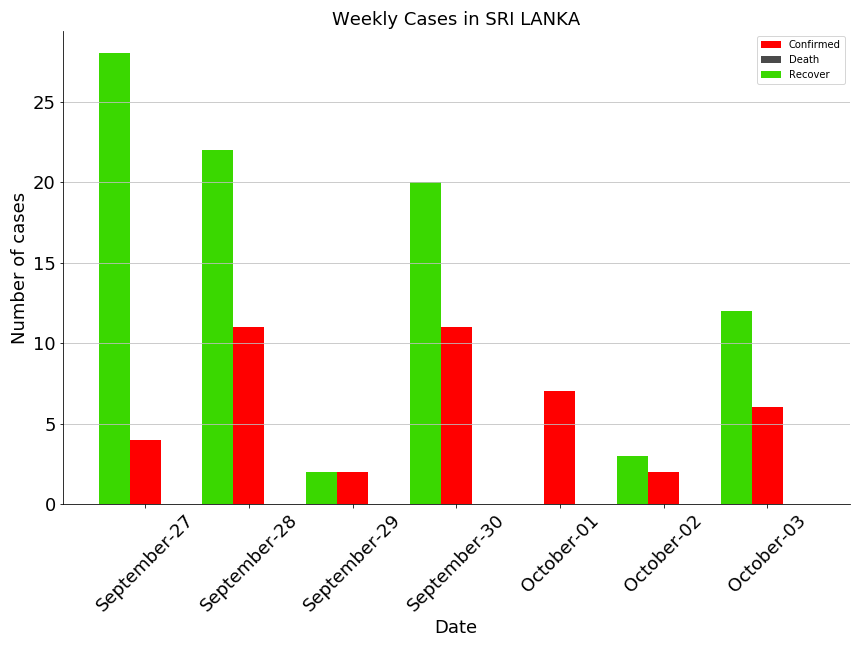 Weekly Cases in SRI LANKA
Confirmed
Death
Recover
Number of cases
25
20
15
10
5
0
September-27
September-28
September-29
September-30
October-01
October-02
October-03
Date